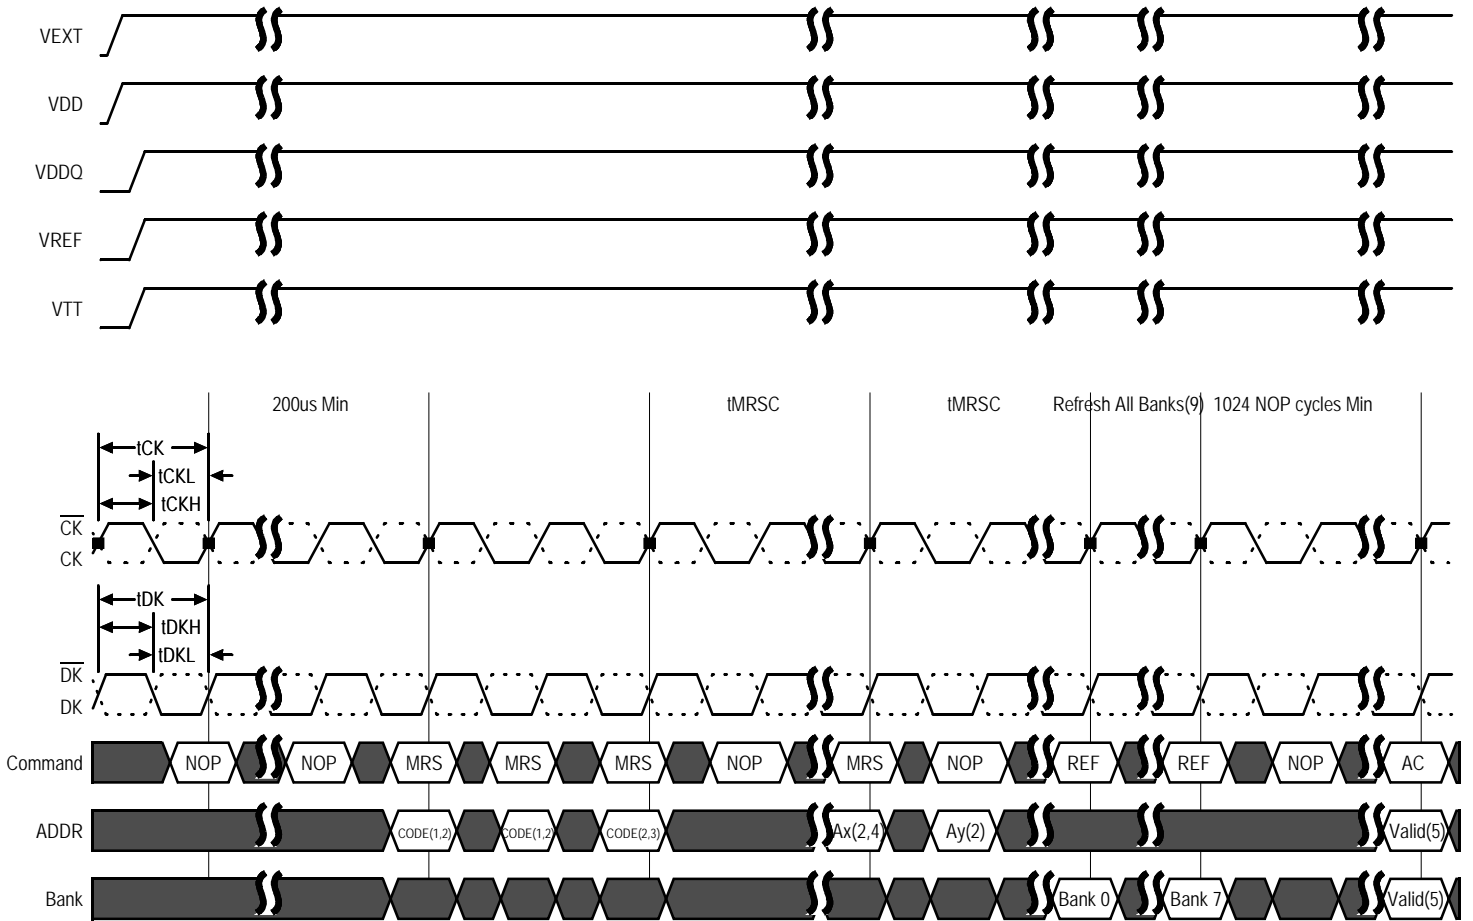 VEXT
VDD
VDDQ
VREF
VTT
200us Min tMRSC tMRSC Refresh All Banks(9) 1024 NOP cycles Min
tCK
tCKL
tCKH
CK
CK
tDK
tDKH
tDKL
DK
DK
Command NOP NOP MRS MRS MRS NOP MRS NOP REF REF NOP AC
ADDR CODE(1,2) CODE(1,2) CODE(2,3) Ax(2,4) Ay(2) Valid(5)
Bank Bank 0 Bank 7 Valid(5)